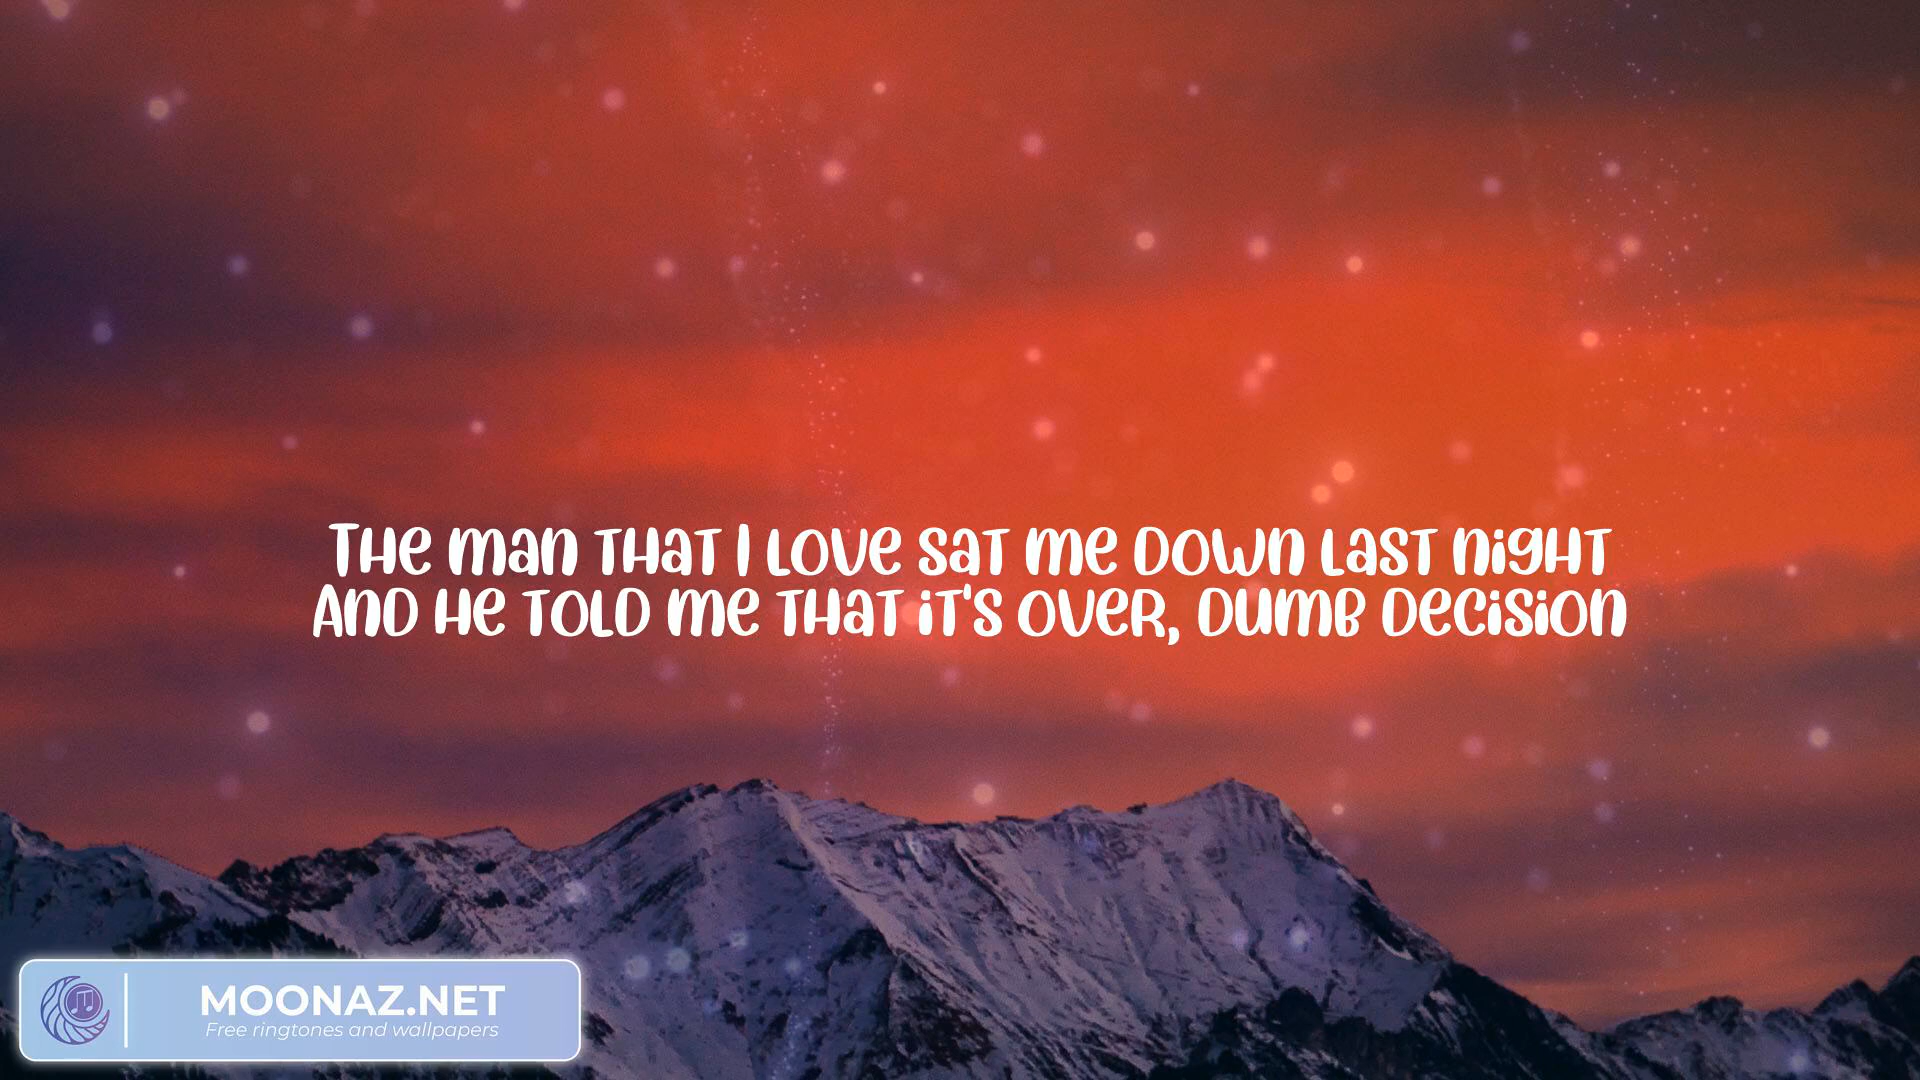 The man that I love sat me down last night
And he told me that it's over, dumb decision
MOONAZ.NET
Free ringtones and wallpapers